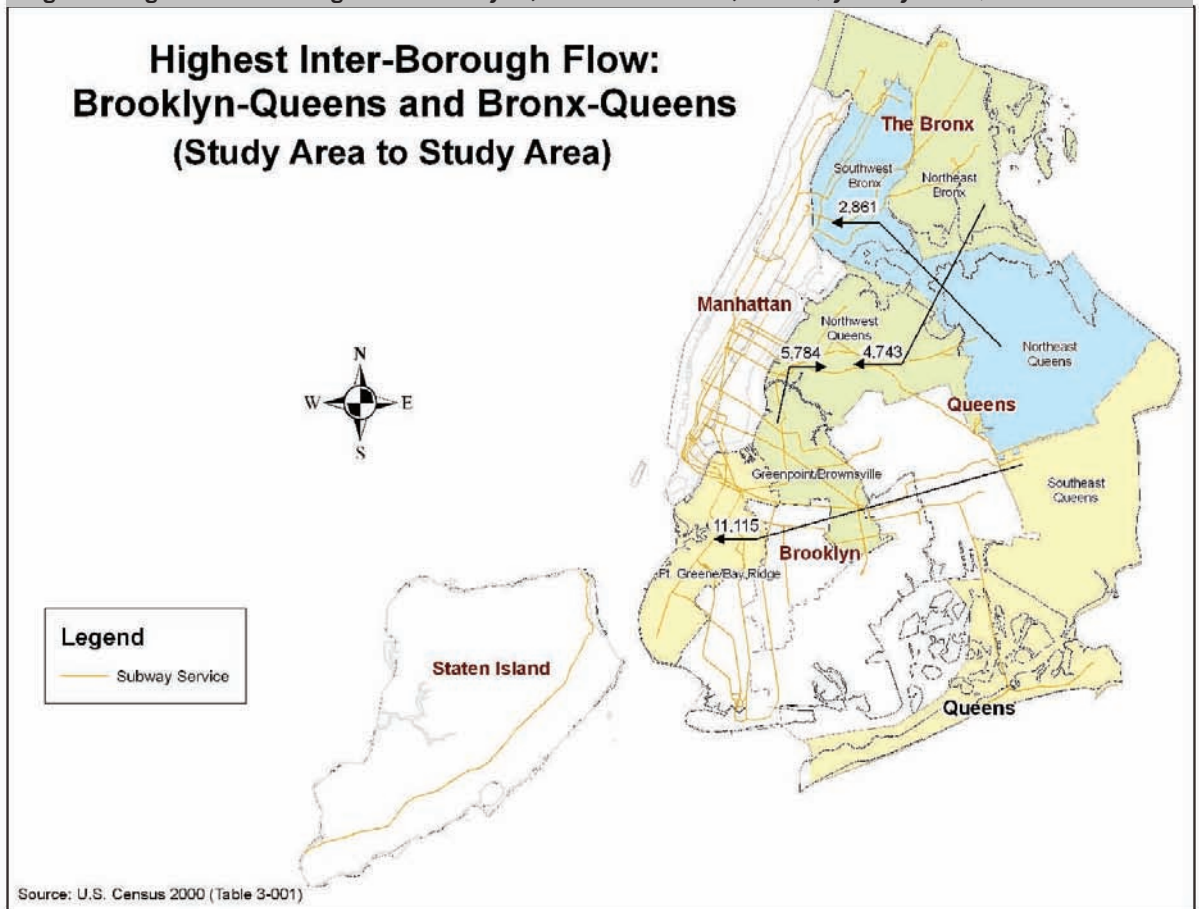 Highest Inter-Borough Flow:
Brooklyn-Queens and Bronx-Queens
(Study Area to Study Area)
The Bronx
Southwest
Bronx
Northeast
Bronx
2,861
Manhattan
Northwest
Queens
5,784
4,743
Northeast
Queens
Queens
N
W
E
S
Greenpoint/Brownsville
Southeast
Queens
11,115
Brooklyn
Ft. Greene/Bay Ridge
Legend
Subway Service
Staten Island
Queens
Source: U.S. Census 2000 (Table 3-001)